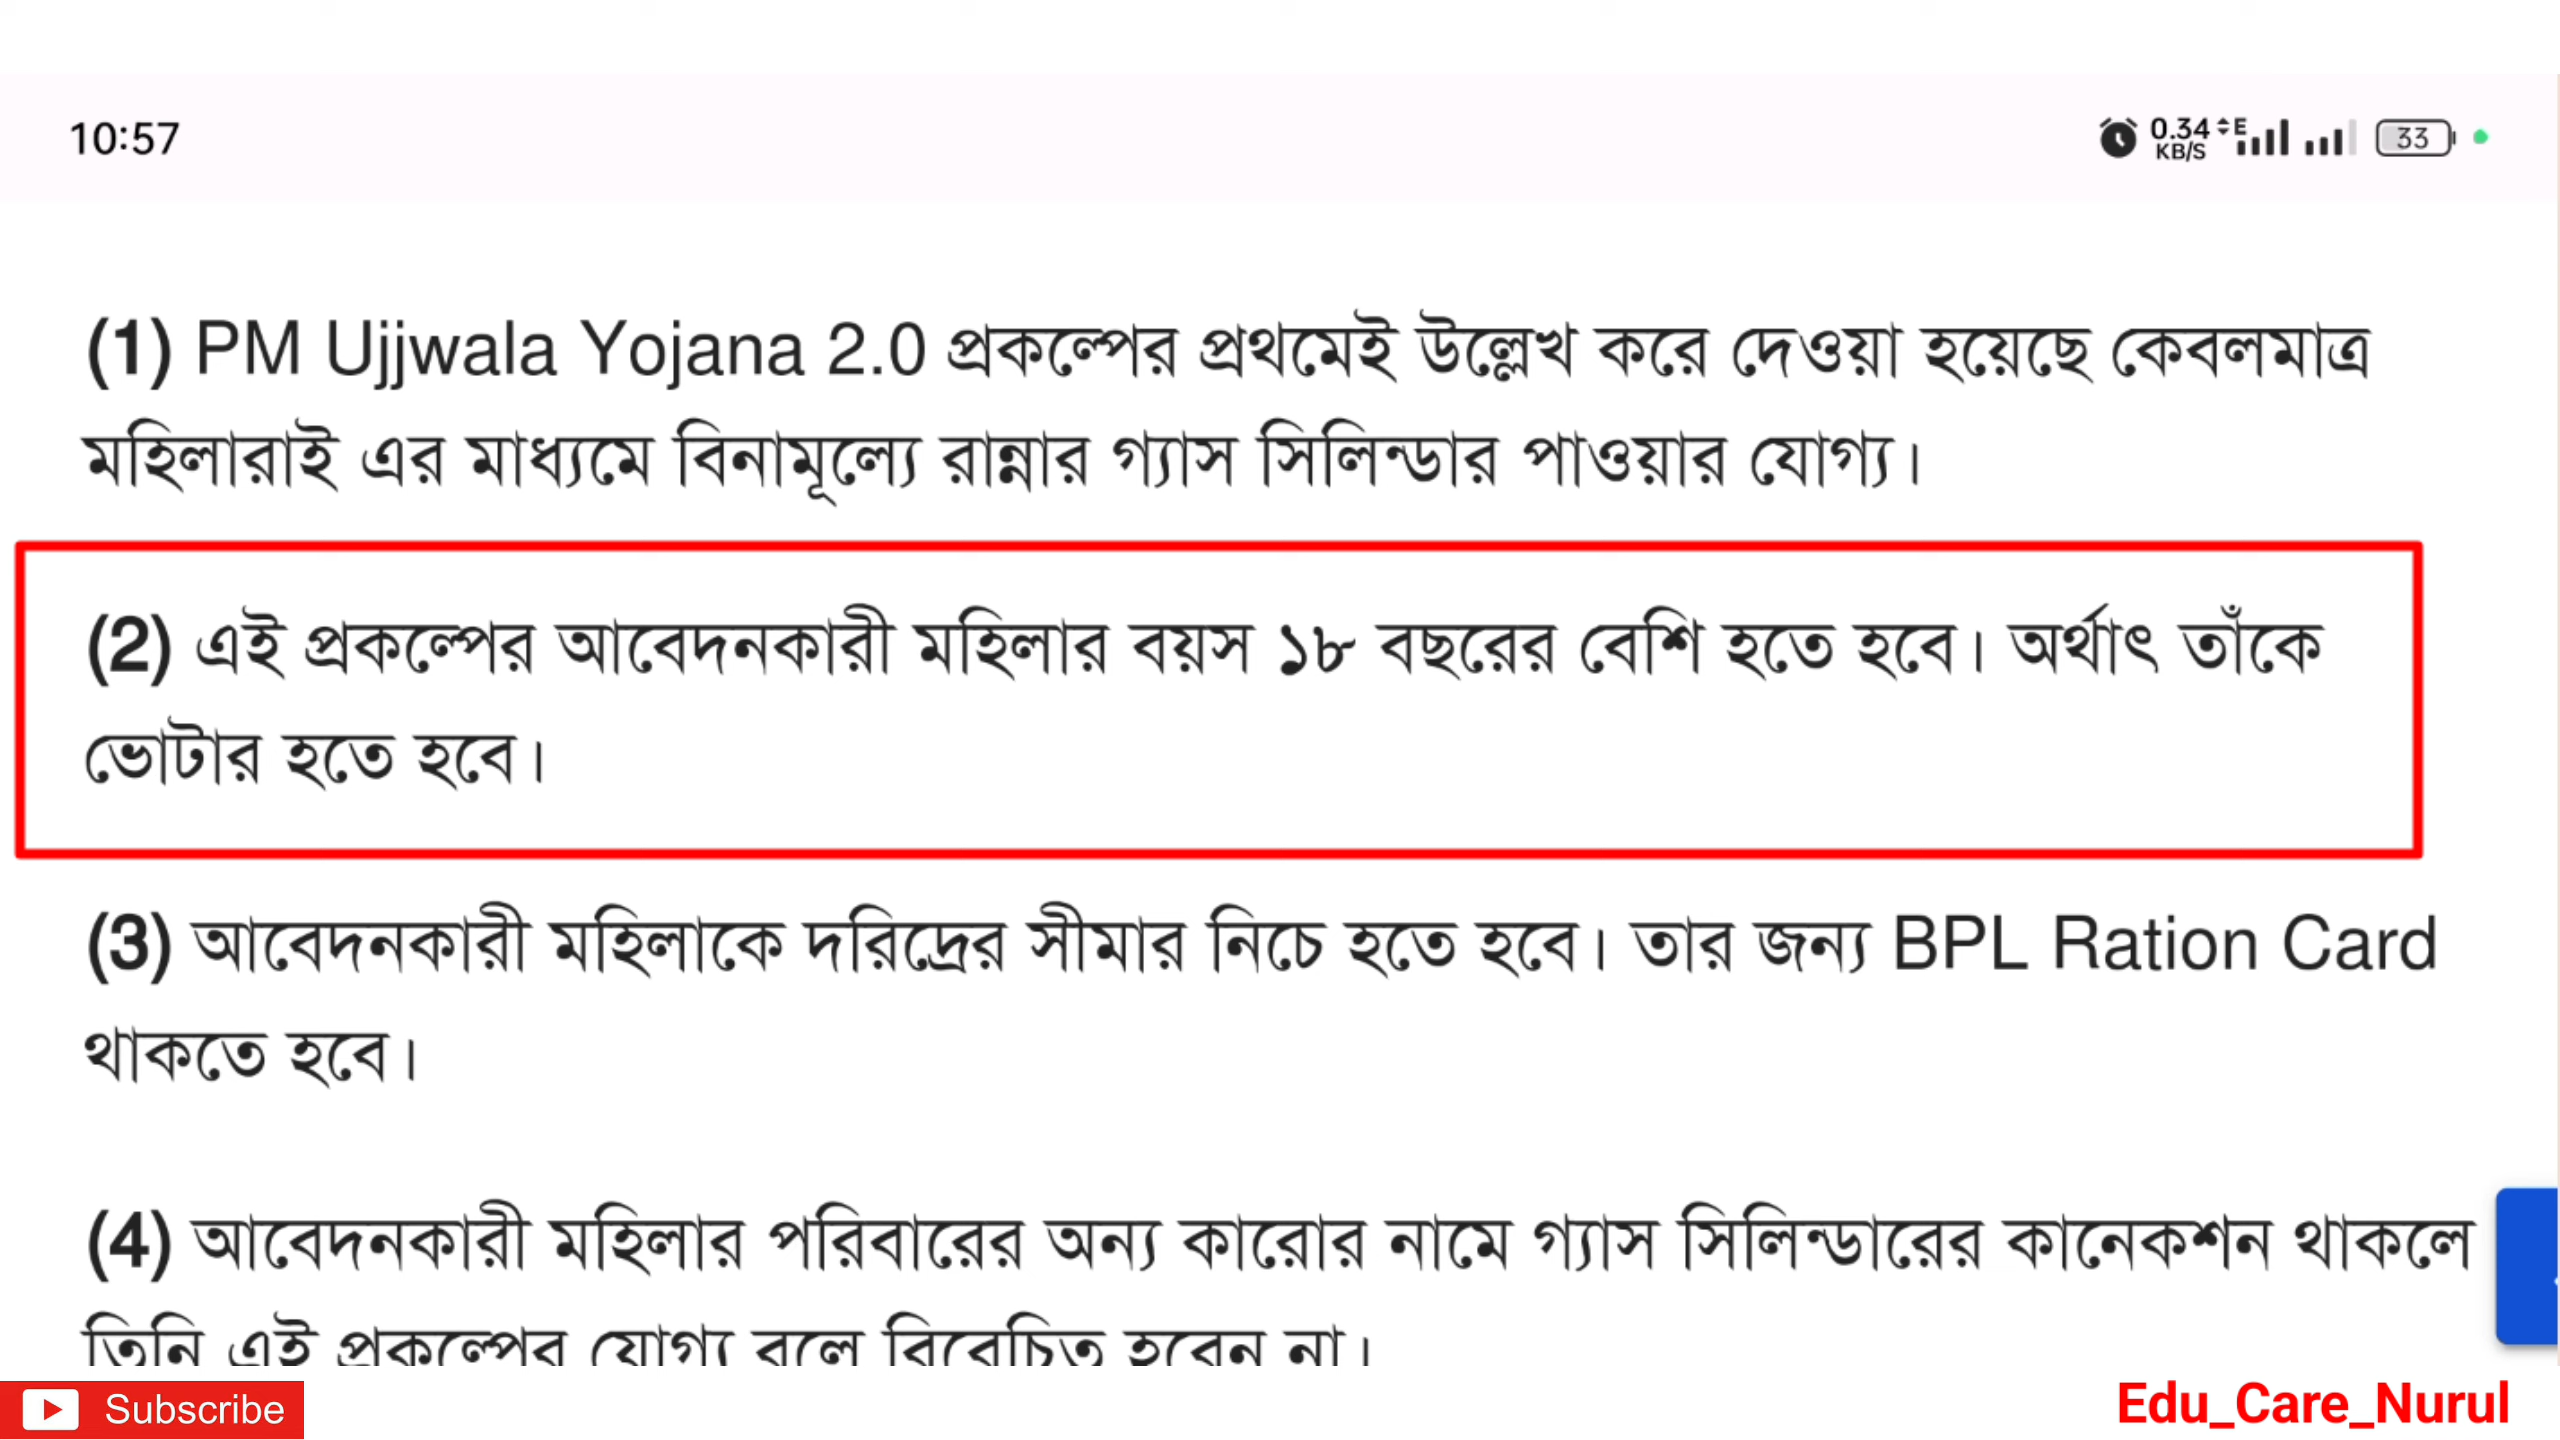 10:57
0.34 E
KB/S
33
(1) PM Ujjwala Yojana 2.0 প্রকল্পের প্রথমেই উল্লেখ করে দেওয়া হয়েছে কেবলমাত্র
মহিলারাই এর মাধ্যমে বিনামূল্যে রান্নার গ্যাস সিলিন্ডার পাওয়ার যোগ্য।
(2) এই প্রকল্পের আবেদনকারী মহিলার বয়স ১৮ বছরের বেশি হতে হবে। অর্থাৎ তাঁকে
ভোটার হতে হবে।
(3) আবেদনকারী মহিলাকে দরিদ্রের সীমার নিচে হতে হবে। তার জন্য BPL Ration Card
থাকতে হবে।
(4) আবেদনকারী মহিলার পরিবারের অন্য কারোর নামে গ্যাস সিলিন্ডারের কানেকশন থাকলে
তিনি এই প্রকল্পের যোগ্য বলে বিবেচিত হবেন না।
Subscribe
Edu_Care_Nurul